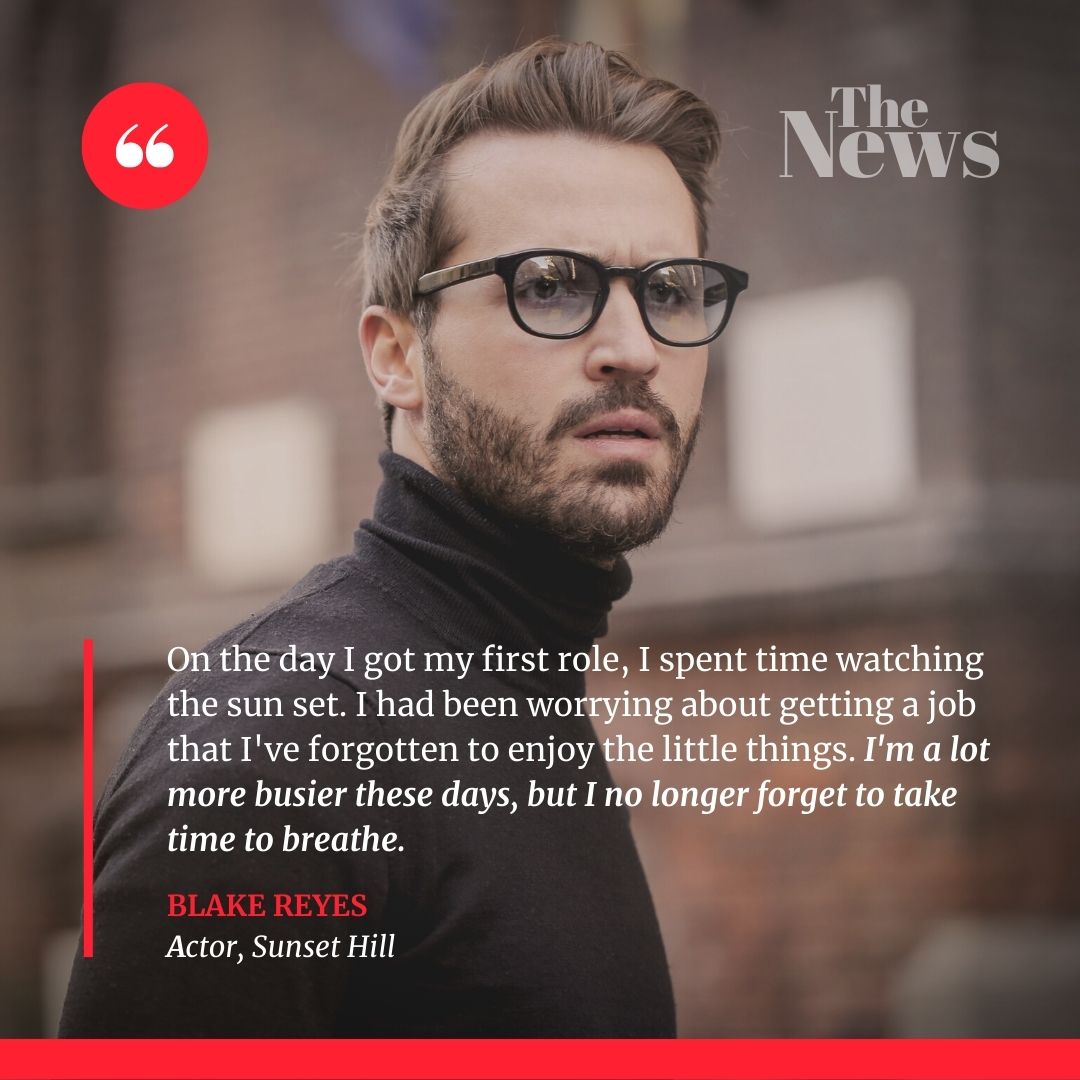 “
The
News
On the day I got my first role, I spent time watching
the sun set. I had been worrying about getting a job
that I've forgotten to enjoy the little things. I'm a lot
more busier these days, but I no longer forget to take
time to breathe.
BLAKE REYES
Actor, Sunset Hill